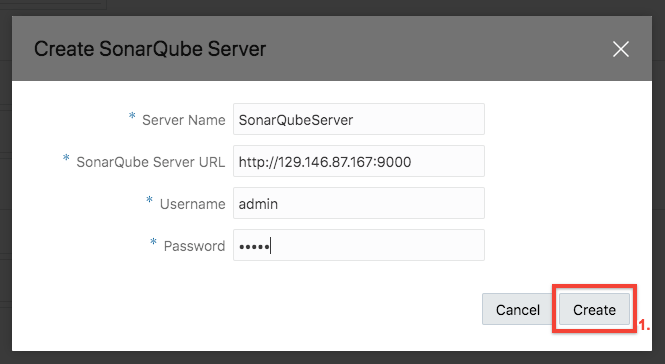 Create SonarQube Server
* Server Name SonarQubeServer
* SonarQube Server URL http://129.146.87.167:9000
* Username admin
* Password •••••
Cancel Create
1.